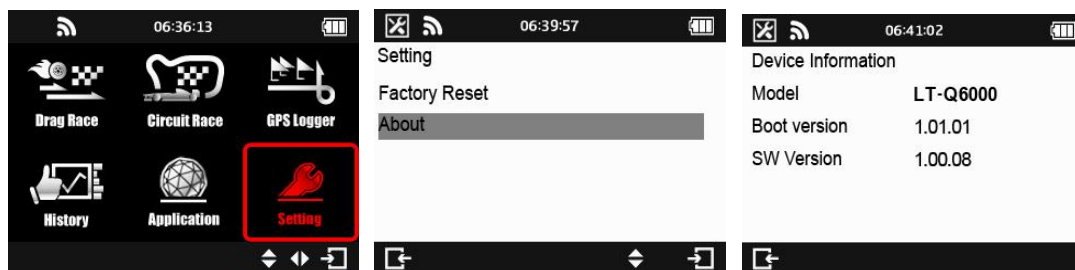 06:36:13
Drag Race
Circuit Race
GPS Logger
History
Application
Setting
06:39:57
Setting
Factory Reset
About
06:41:02
Device Information
Model LT-Q6000
Boot version 1.01.01
SW Version 1.00.08